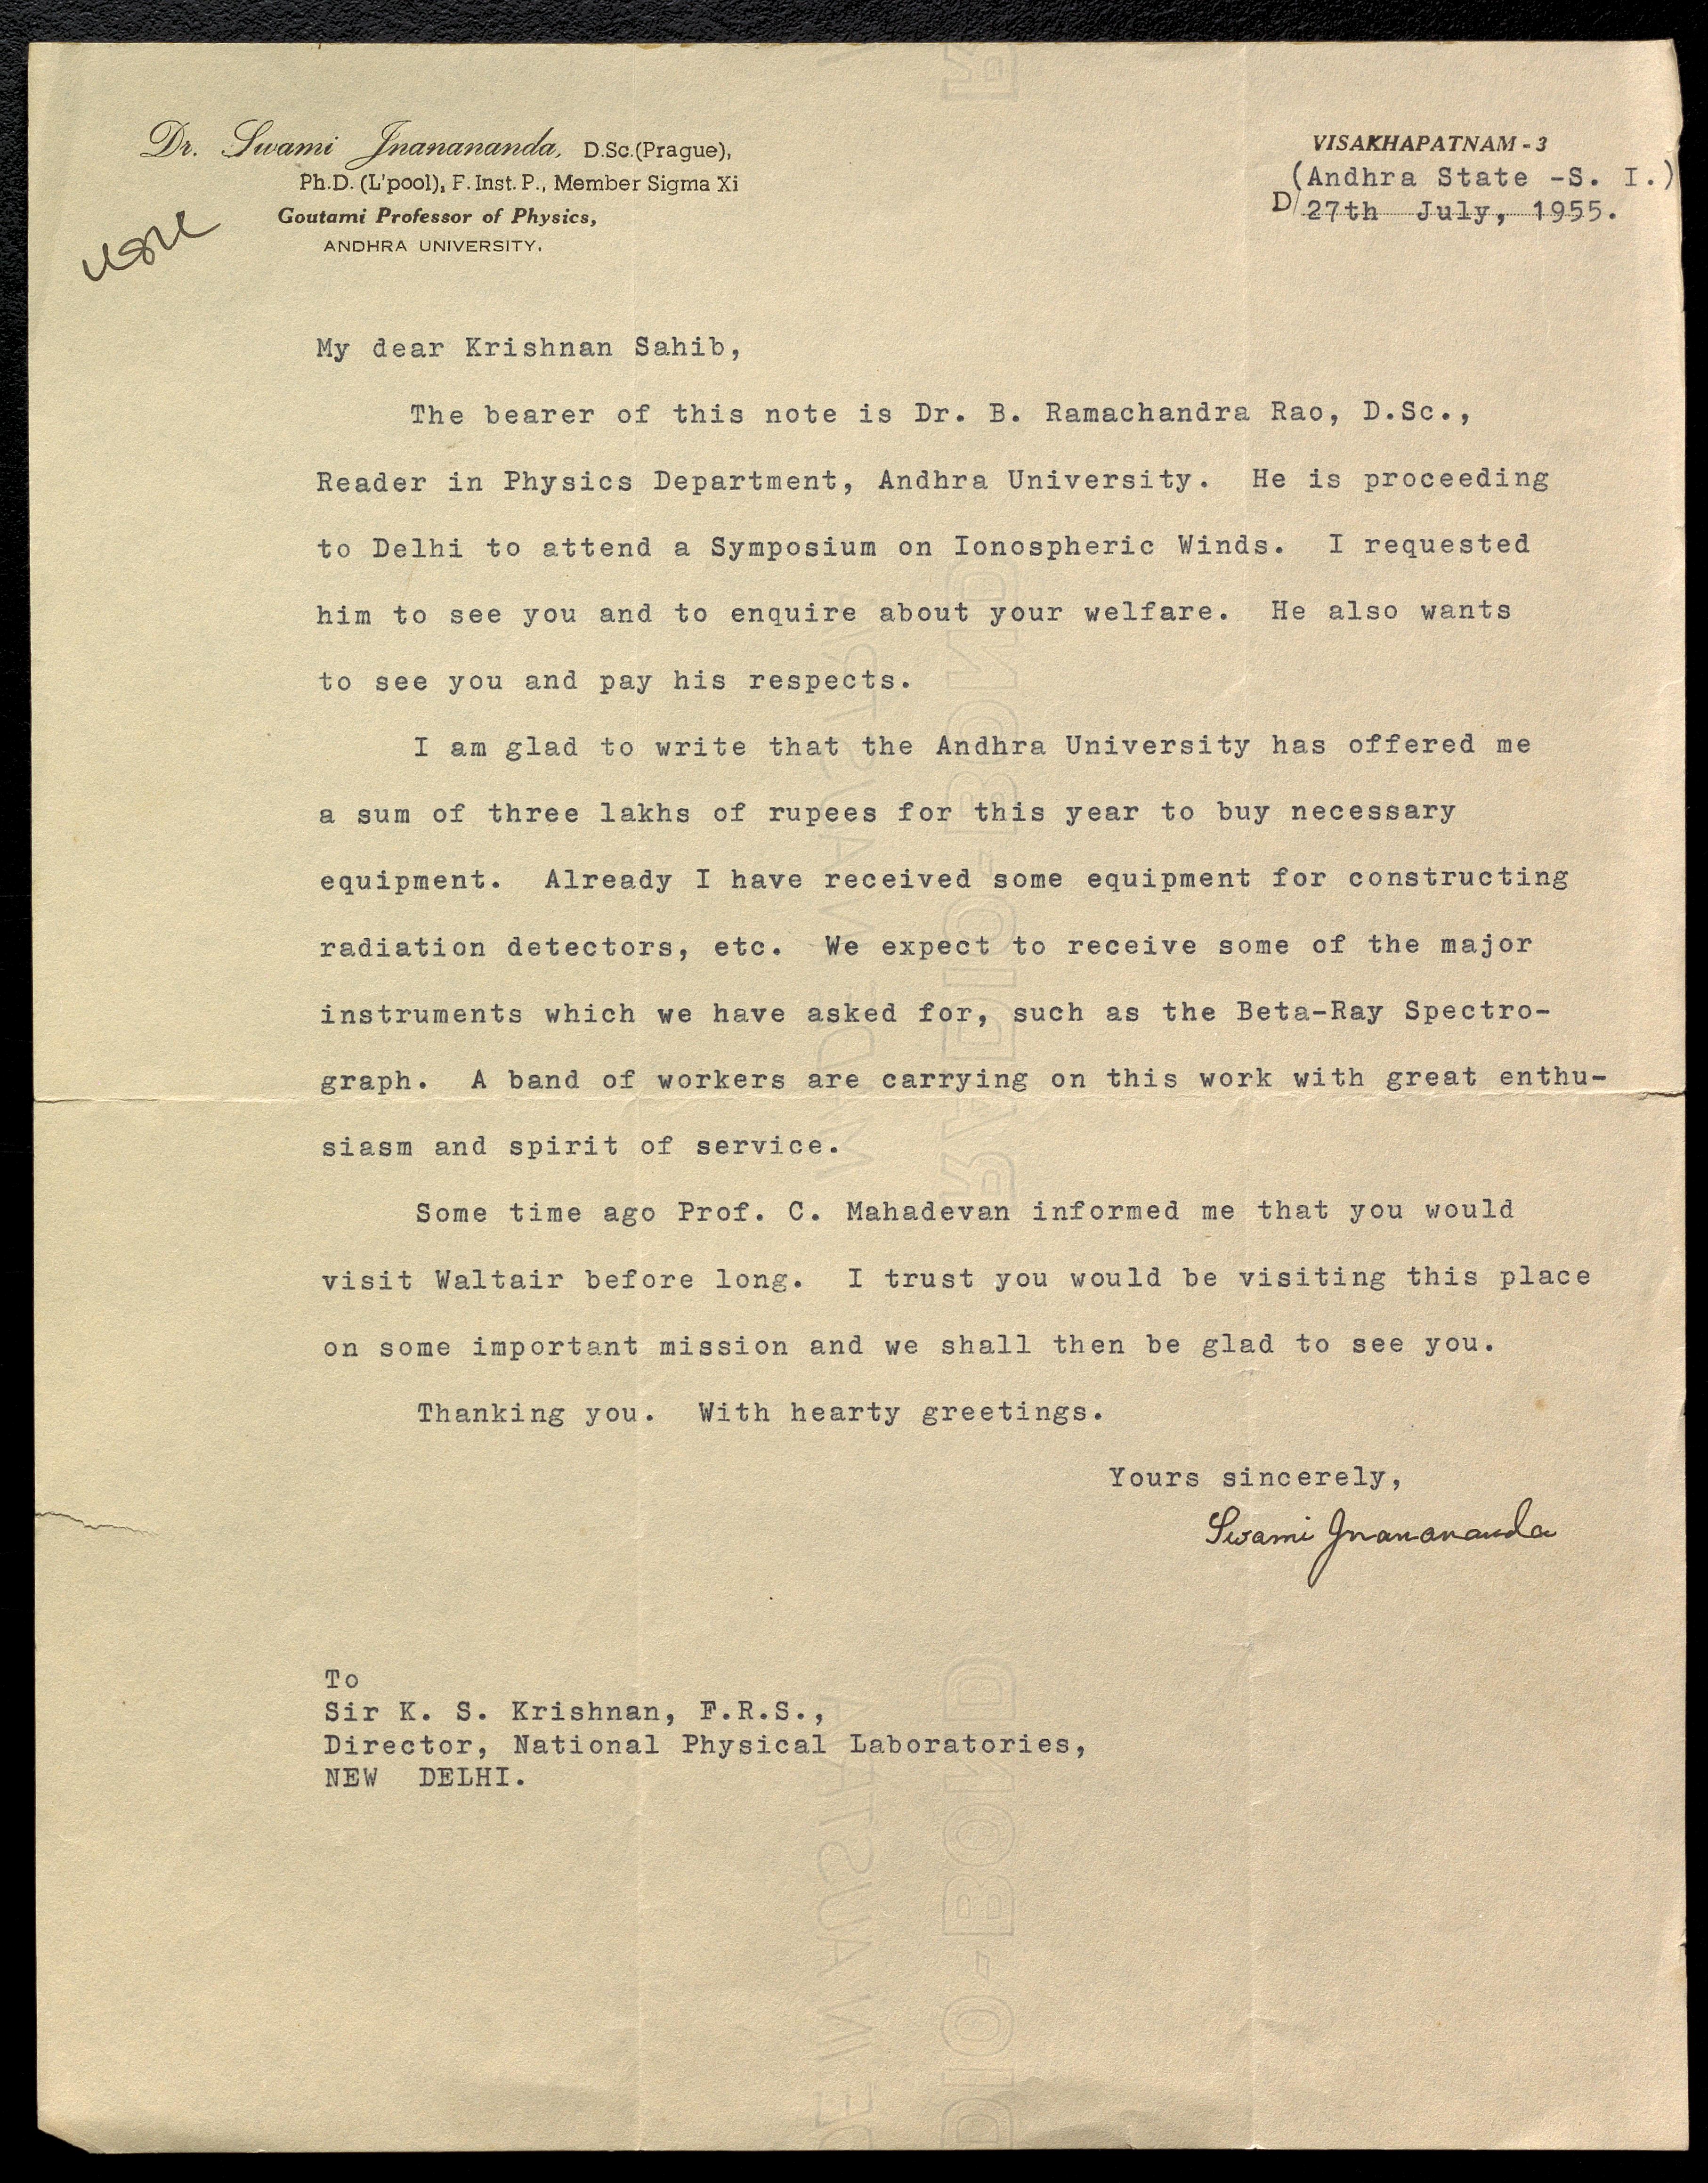 Dr. Swami Jnanananda, D.Sc.(Prague),
Ph.D. (L'pool), F. Inst. P., Member Sigma Xi
Goutami Professor of Physics,
ANDHRA UNIVERSITY.
VISAKHAPATNAM - 3
(Andhra State -S. I.)
D/ 27th July, 1955.
My dear Krishnan Sahib,
The bearer of this note is Dr. B. Ramachandra Rao, D.Sc.,
Reader in Physics Department, Andhra University. He is proceeding
to Delhi to attend a Symposium on Ionospheric Winds. I requested
him to see you and to enquire about your welfare. He also wants
to see you and pay his respects.
I am glad to write that the Andhra University has offered me
a sum of three lakhs of rupees for this year to buy necessary
equipment. Already I have received some equipment for constructing
radiation detectors, etc. We expect to receive some of the major
instruments which we have asked for, such as the Beta-Ray Spectro-
graph. A band of workers are carrying on this work with great enthu-
siasm and spirit of service.
Some time ago Prof. C. Mahadevan informed me that you would
visit Waltair before long. I trust you would be visiting this place
on some important mission and we shall then be glad to see you.
Thanking you. With hearty greetings.
Yours sincerely,
Swami Jnanananda
To
Sir K. S. Krishnan, F.R.S.,
Director, National Physical Laboratories,
NEW DELHI.
RADIO-BOND